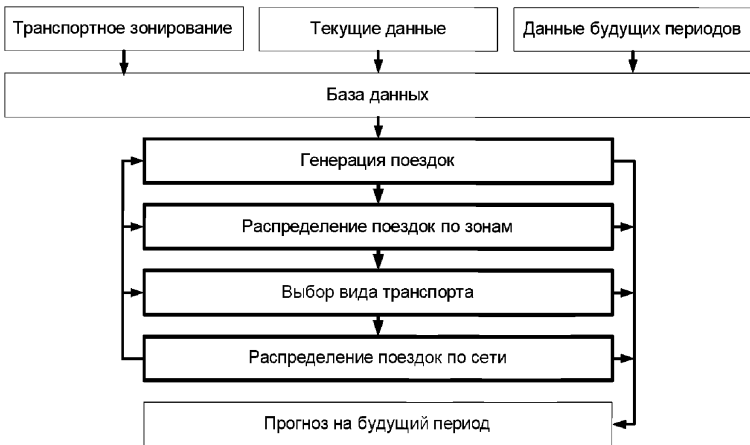 Транспортное зонирование
Текущие данные
Данные будущих периодов
База данных
Генерация поездок
Распределение поездок по зонам
Выбор вида транспорта
Распределение поездок по сети
Прогноз на будущий период